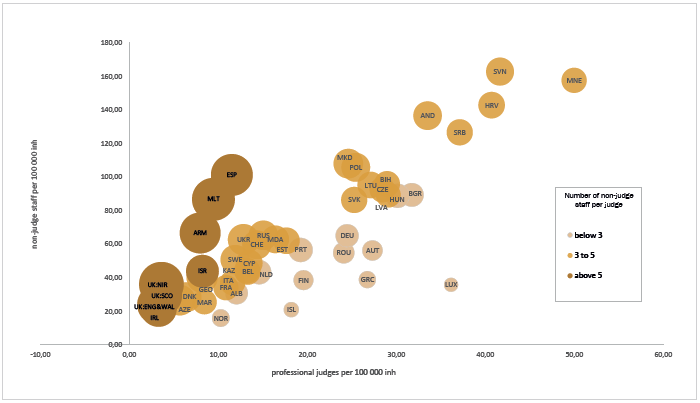 180,00
160,00
140,00
120,00
100,00
80,00
60,00
40,00
20,00
0,00
-10,00 0,00 10,00 20,00 30,00 40,00 50,00 60,00
non-judge staff per 100 000 inh
professional judges per 100 000 inh
Number of non-judge
staff per judge
below 3
3 to 5
above 5
SVN
MNE
HRV
AND
SRB
MKD
POL
ESP
LTU
BIH
CZE
BGR
MLT
SVK
HUN
LVA
ARM
UKR
RUS
MDA
CHE
EST
PRT
DEU
ROU
AUT
SWE
CYP
ISR
KAZ
BEL
NLD
ITA
FIN
GRC
LUX
UK:NIR
GEO
FRA
ALB
UK:SCO
DNK
MAR
UK:ENG&WAL
AZE
IRL
NOR
ISL